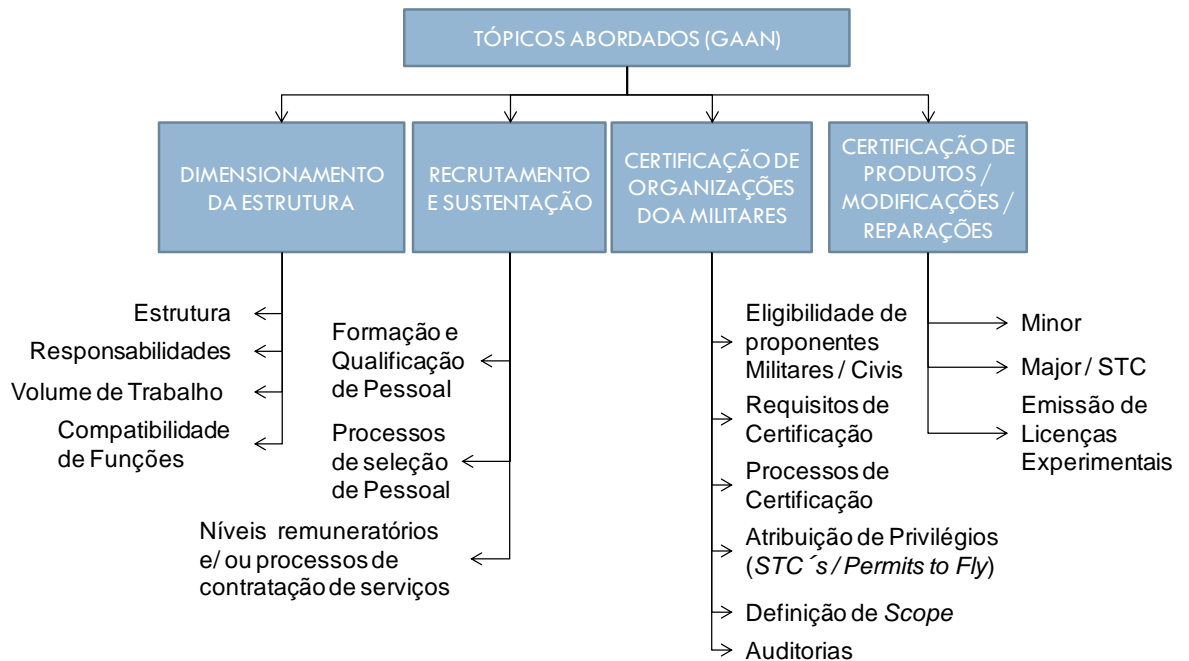 TÓPICOS ABORDADOS (GAAN)
DIMENSIONAMENTO
DA ESTRUTURA
Estrutura
Responsabilidades
Volume de Trabalho
Compatibilidade
de Funções
RECRUTAMENTO
E SUSTENTAÇÃO
Formação e
Qualificação
de Pessoal
Processos
de seleção
de Pessoal
Níveis remuneratórios
e/ ou processos de
contratação de serviços
CERTIFICAÇÃO DE
ORGANIZAÇÕES
DOA MILITARES
Eligibilidade de
proponentes
Militares / Civis
Requisitos de
Certificação
Processos de
Certificação
Atribuição de Privilégios
(STC´s / Permits to Fly)
Definição de Scope
Auditorias
CERTIFICAÇÃO DE
PRODUTOS /
MODIFICAÇÕES /
REPARAÇÕES
Minor
Major / STC
Emissão de
Licenças
Experimentais